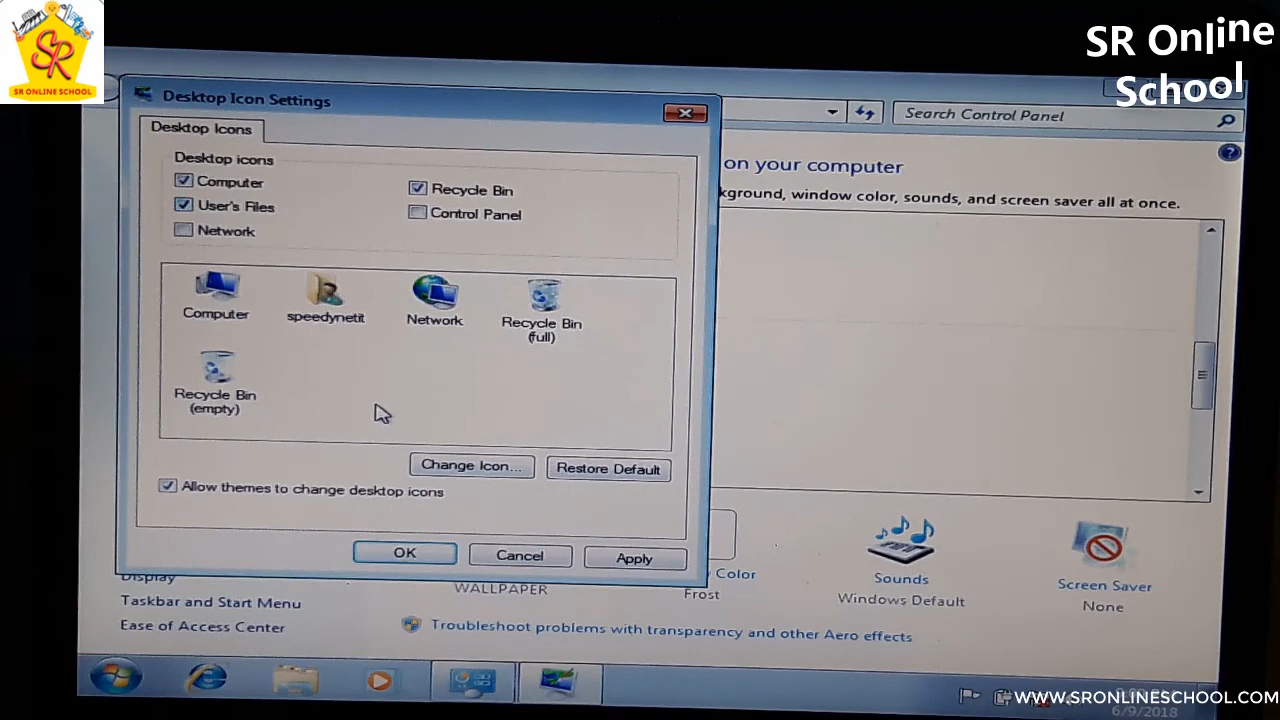 SR
SR ONLINE SCHOOL
SR Online
School
Desktop Icon Settings
Desktop Icons
Desktop icons
Computer
Recycle Bin
User's Files
Control Panel
Network
Computer
speedynetit
Network
Recycle Bin
(full)
Recycle Bin
(empty)
Change Icon...
Restore Default
Allow themes to change desktop icons
OK
Cancel
Apply
Search Control Panel
on your computer
kground, window color, sounds, and screen saver all at once.
WALLPAPER
Color
Frost
Sounds
Windows Default
Screen Saver
None
Display
Taskbar and Start Menu
Ease of Access Center
Troubleshoot problems with transparency and other Aero effects
WWW.SRONLINESCHOOL.COM
6/9/2018